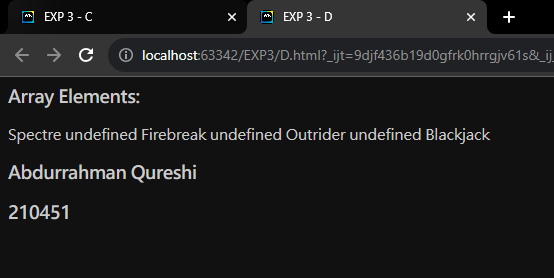 EXP 3 - C
EXP 3 - D
localhost:63342/EXP3/D.html?_ijt=9djf436b19d0gfrk0hrrgjv61s&_ij
Array Elements:
Spectre undefined Firebreak undefined Outrider undefined Blackjack
Abdurrahman Qureshi
210451